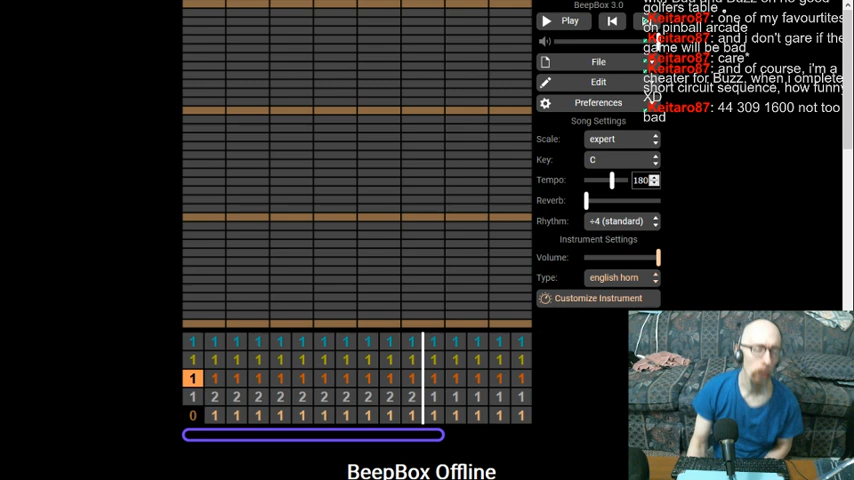 BeepBox 3.0
Play
File
Edit
Preferences
Song Settings
Scale: expert
Key: C
Tempo: 180
Reverb:
Rhythm: ÷4 (standard)
Instrument Settings
Volume:
Type: english horn
Customize Instrument
golfers table .
Keitaro87: one of my favourtites
on pinball arcade
Keitaro87: and i don't gare if the
game will be bad
Keitaro87: care*
Keitaro87: and of course, i'm a
cheater for Buzz, when i omplete
short circuit sequence, how funny
XD
Keitaro87: 44 309 1600 not too
bad
1 1 1 1 1 1 1 1 1 1 1 1 1 1 1 1
1 1 1 1 1 1 1 1 1 1 1 1 1 1 1 1
1 1 1 1 1 1 1 1 1 1 1 1 1 1 1 1
1 2 2 2 2 2 2 2 2 2 2 1 1 1 1 1
0 1 1 1 1 1 1 1 1 1 1 1 1 1 1 1
BeepBox Offline